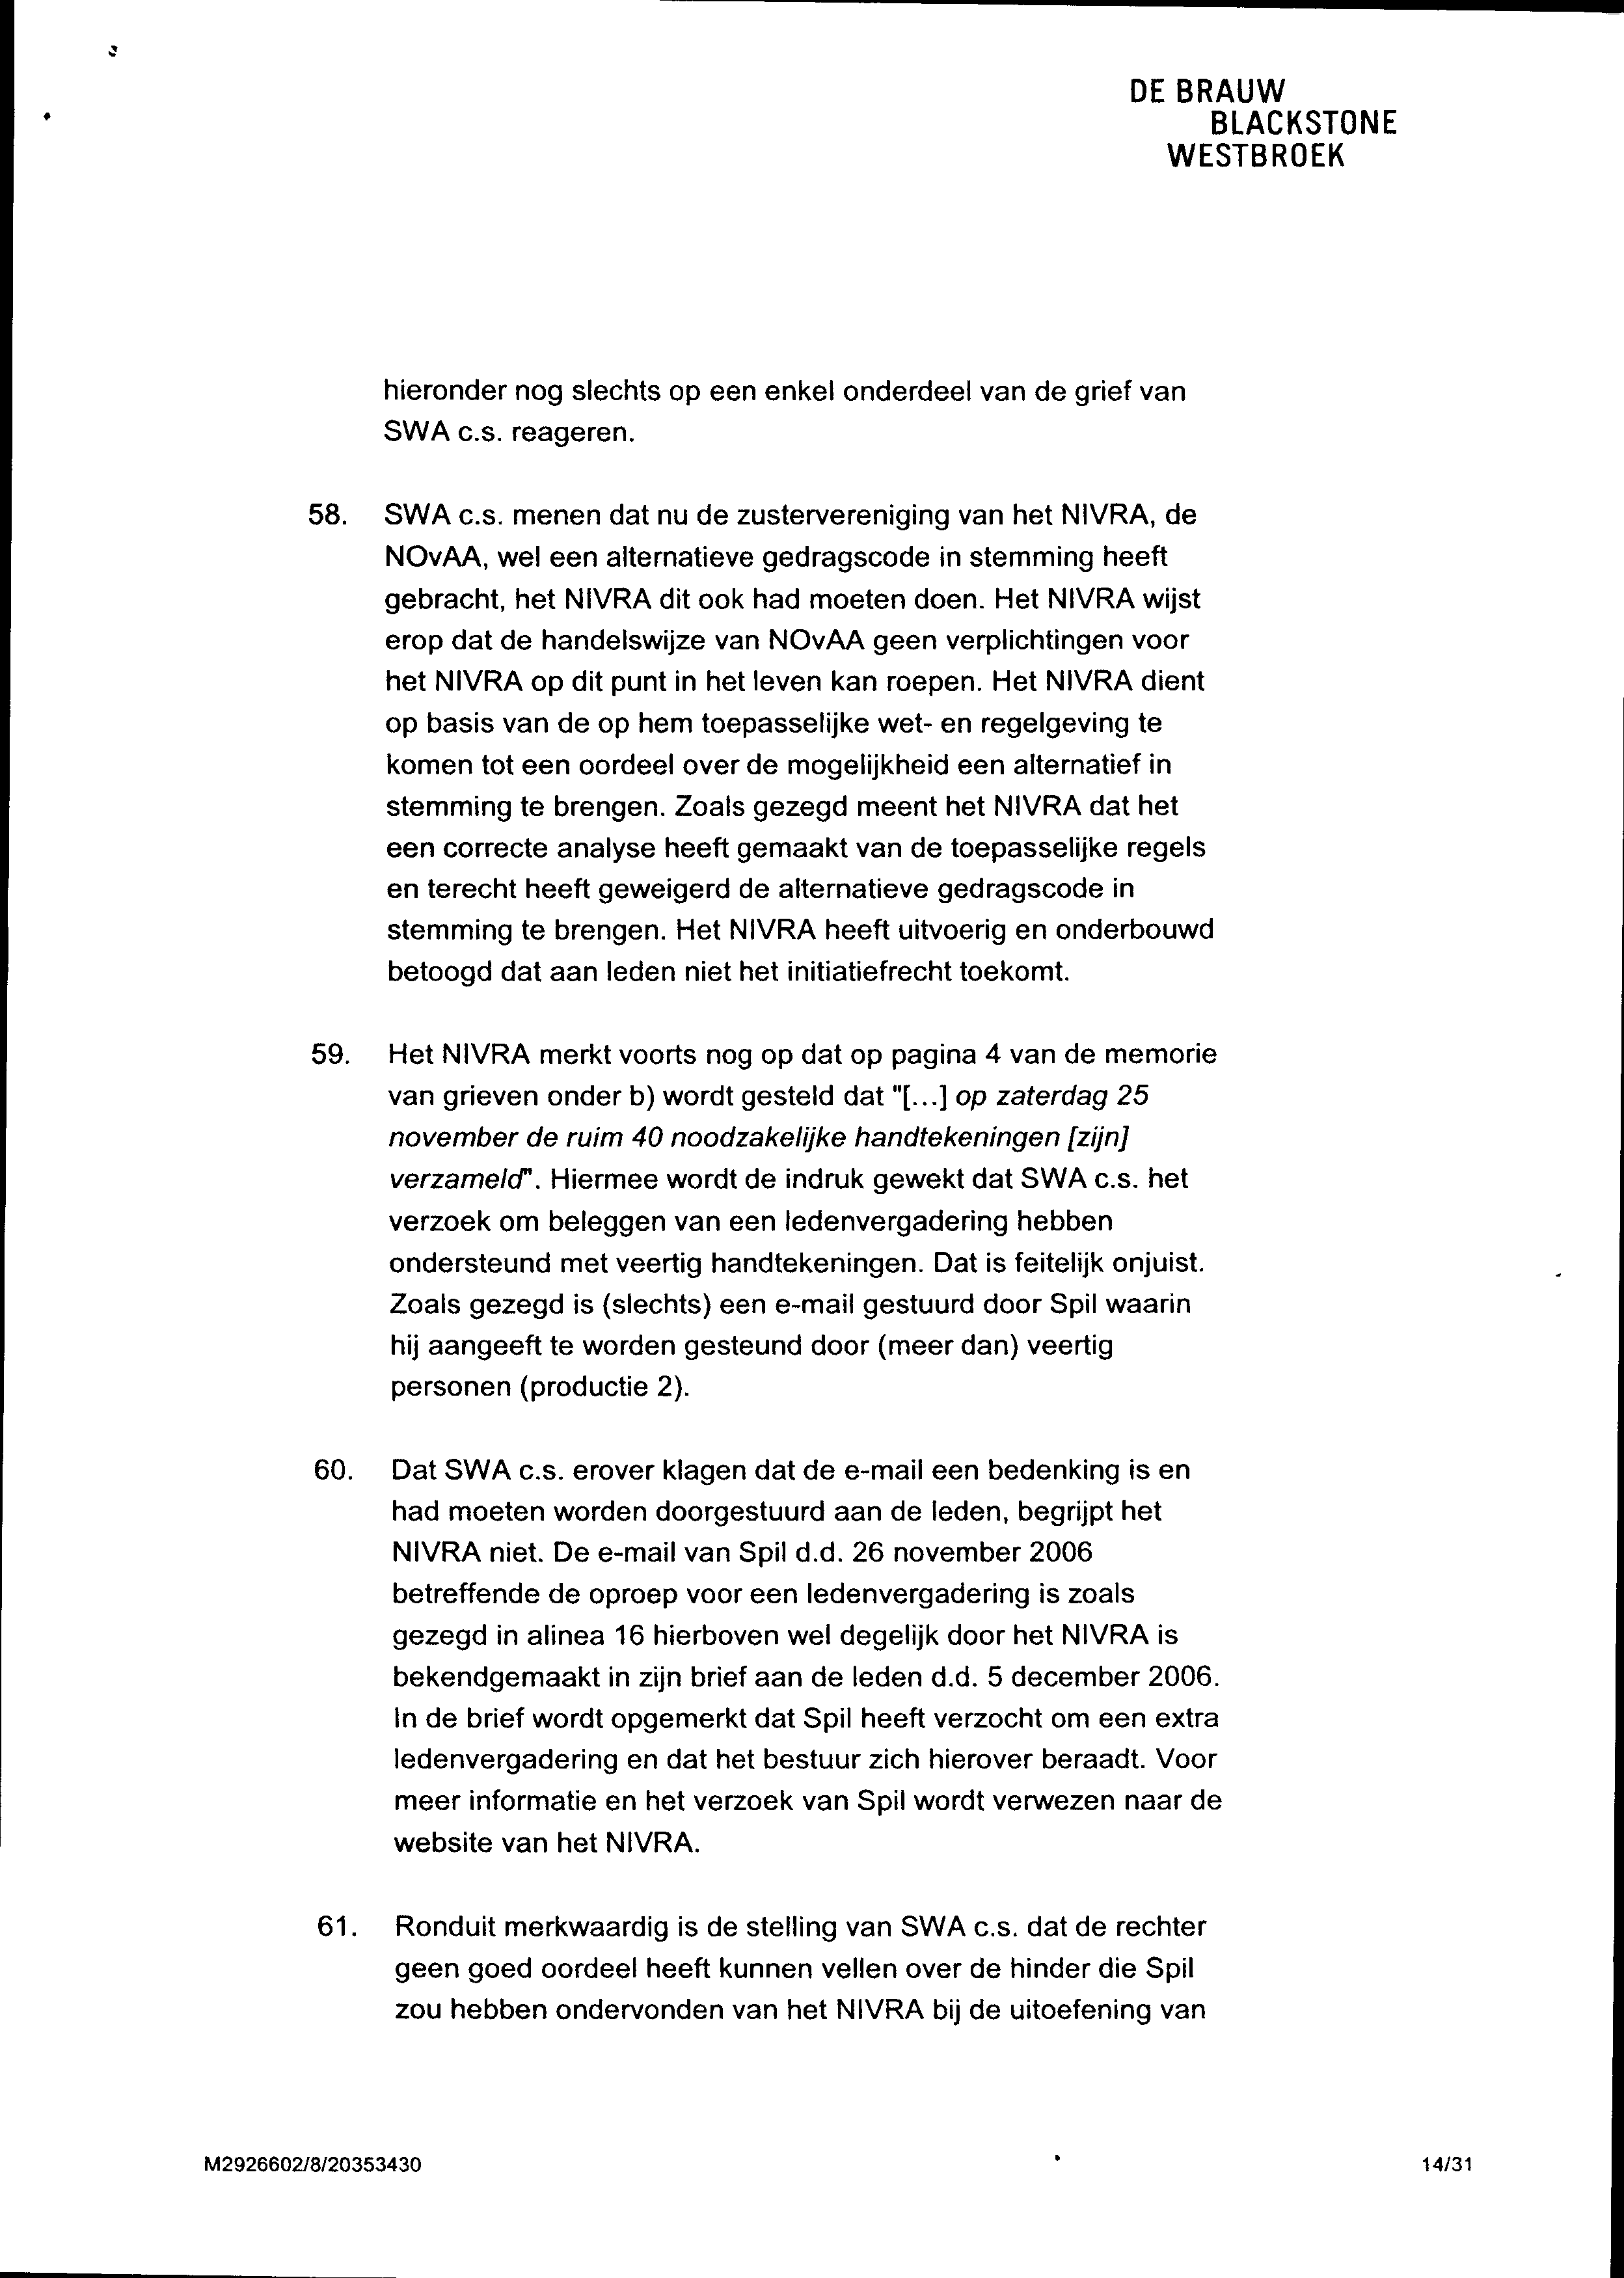 DE BRAUW
BLACKSTONE
WESTBROEK
hieronder nog slechts op een enkel onderdeel van de grief van
SWA c.s. reageren.
58. SWA c.s. menen dat nu de zustervereniging van het NIVRA, de
NOvAA, wel een alternatieve gedragscode in stemming heeft
gebracht, het NIVRA dit ook had moeten doen. Het NIVRA wijst
erop dat de handelswijze van NOvAA geen verplichtingen voor
het NIVRA op dit punt in het leven kan roepen. Het NIVRA dient
op basis van de op hem toepasselijke wet- en regelgeving te
komen tot een oordeel over de mogelijkheid een alternatief in
stemming te brengen. Zoals gezegd meent het NIVRA dat het
een correcte analyse heeft gemaakt van de toepasselijke regels
en terecht heeft geweigerd de alternatieve gedragscode in
stemming te brengen. Het NIVRA heeft uitvoerig en onderbouwd
betoogd dat aan leden niet het initiatiefrecht toekomt.
59. Het NIVRA merkt voorts nog op dat op pagina 4 van de memorie
van grieven onder b) wordt gesteld dat "[...] op zaterdag 25
november de ruim 40 noodzakelijke handtekeningen [zijn]
verzameld". Hiermee wordt de indruk gewekt dat SWA c.s. het
verzoek om beleggen van een ledenvergadering hebben
ondersteund met veertig handtekeningen. Dat is feitelijk onjuist.
Zoals gezegd is (slechts) een e-mail gestuurd door Spil waarin
hij aangeeft te worden gesteund door (meer dan) veertig
personen (productie 2).
60. Dat SWA c.s. erover klagen dat de e-mail een bedenking is en
had moeten worden doorgestuurd aan de leden, begrijpt het
NIVRA niet. De e-mail van Spil d.d. 26 november 2006
betreffende de oproep voor een ledenvergadering is zoals
gezegd in alinea 16 hierboven wel degelijk door het NIVRA is
bekendgemaakt in zijn brief aan de leden d.d. 5 december 2006.
In de brief wordt opgemerkt dat Spil heeft verzocht om een extra
ledenvergadering en dat het bestuur zich hierover beraadt. Voor
meer informatie en het verzoek van Spil wordt verwezen naar de
website van het NIVRA.
61. Ronduit merkwaardig is de stelling van SWA c.s. dat de rechter
geen goed oordeel heeft kunnen vellen over de hinder die Spil
zou hebben ondervonden van het NIVRA bij de uitoefening van
M2926602/8/20353430
14/31